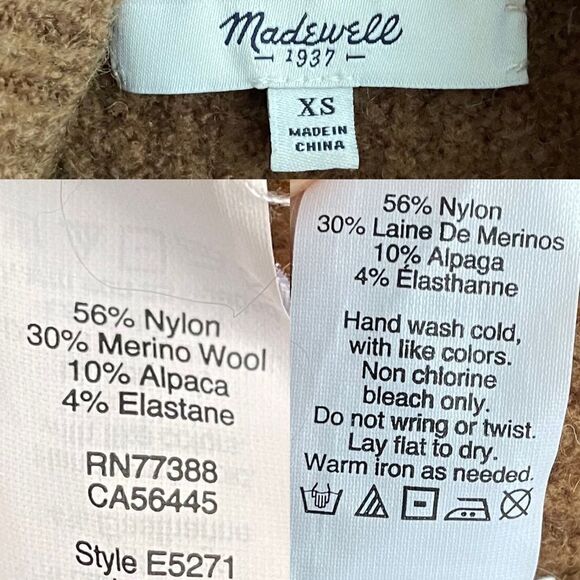 Madewell
1937
XS
MADE IN
CHINA
56% Nylon
30% Merino Wool
10% Alpaca
4% Elastane
RN77388
CA56445
Style E5271
56% Nylon
30% Laine De Merinos
10% Alpaga
4% Élasthanne
Hand wash cold,
with like colors.
Non chlorine
bleach only.
Do not wring or twist.
Lay flat to dry.
Warm iron as needed.